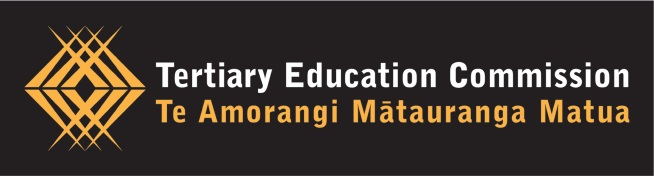 Tertiary Education Commission
Te Amorangi Mātauranga Matua